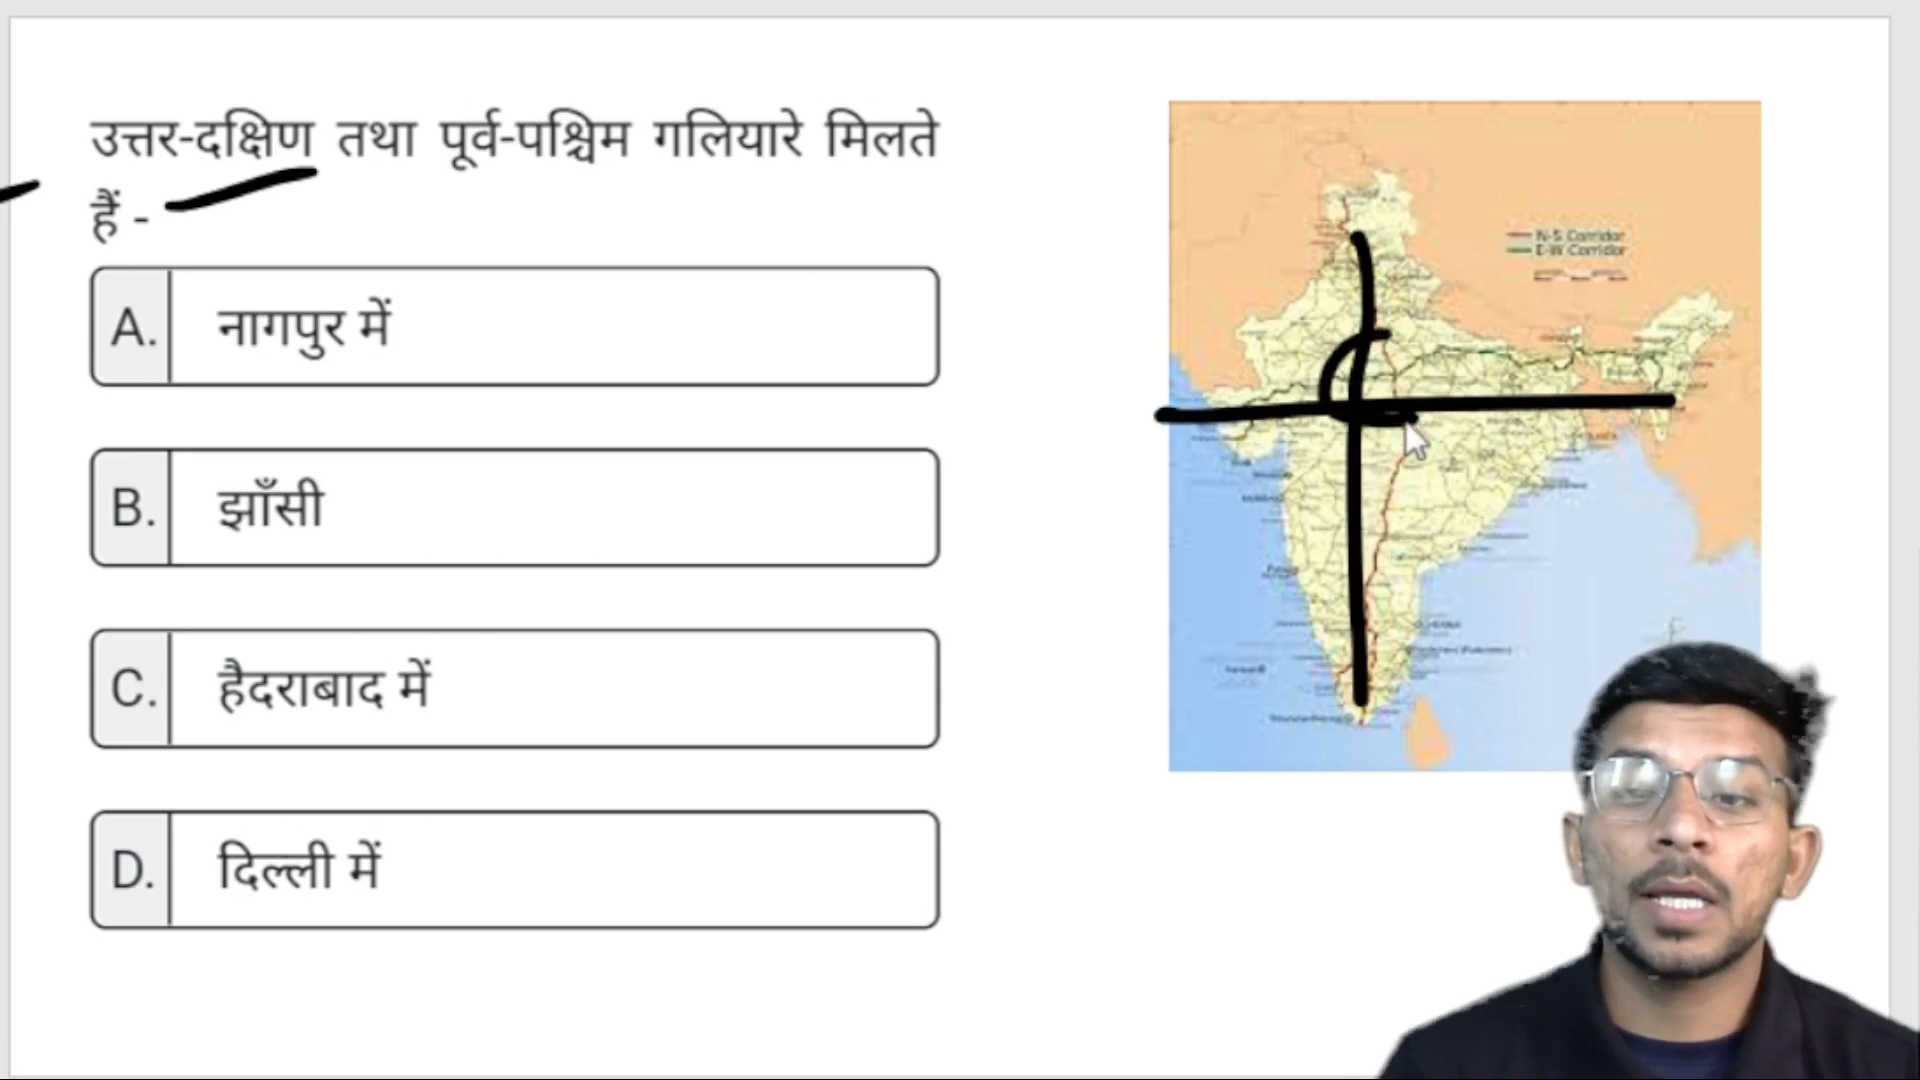 उत्तर-दक्षिण तथा पूर्व-पश्चिम गलियारे मिलते
हैं -
A. नागपुर में
B. झाँसी
C. हैदराबाद में
D. दिल्ली में
N-S Corridor
E-W Corridor